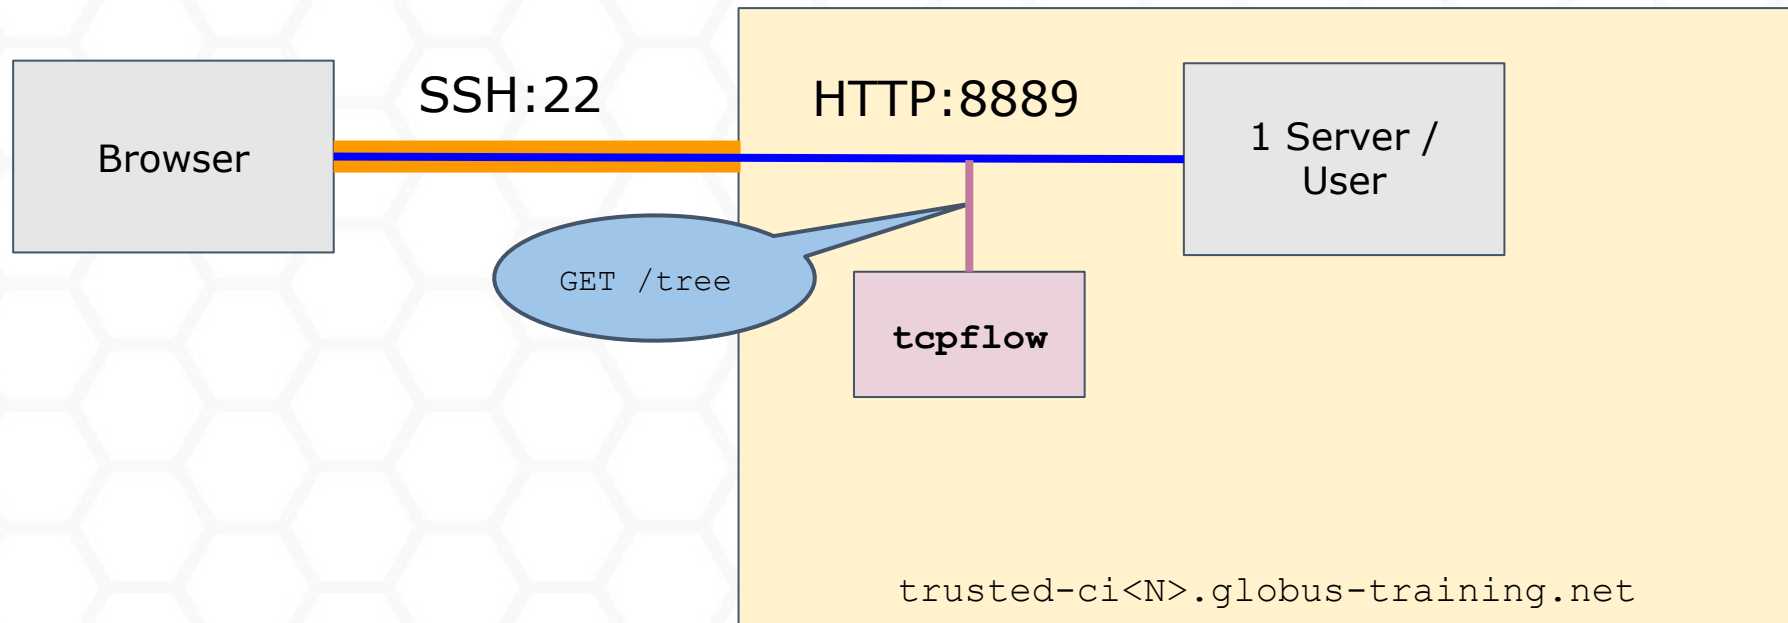 SSH:22
HTTP:8889
Browser
1 Server /
User
GET /tree
tcpflow
trusted-ci<N>.globus-training.net